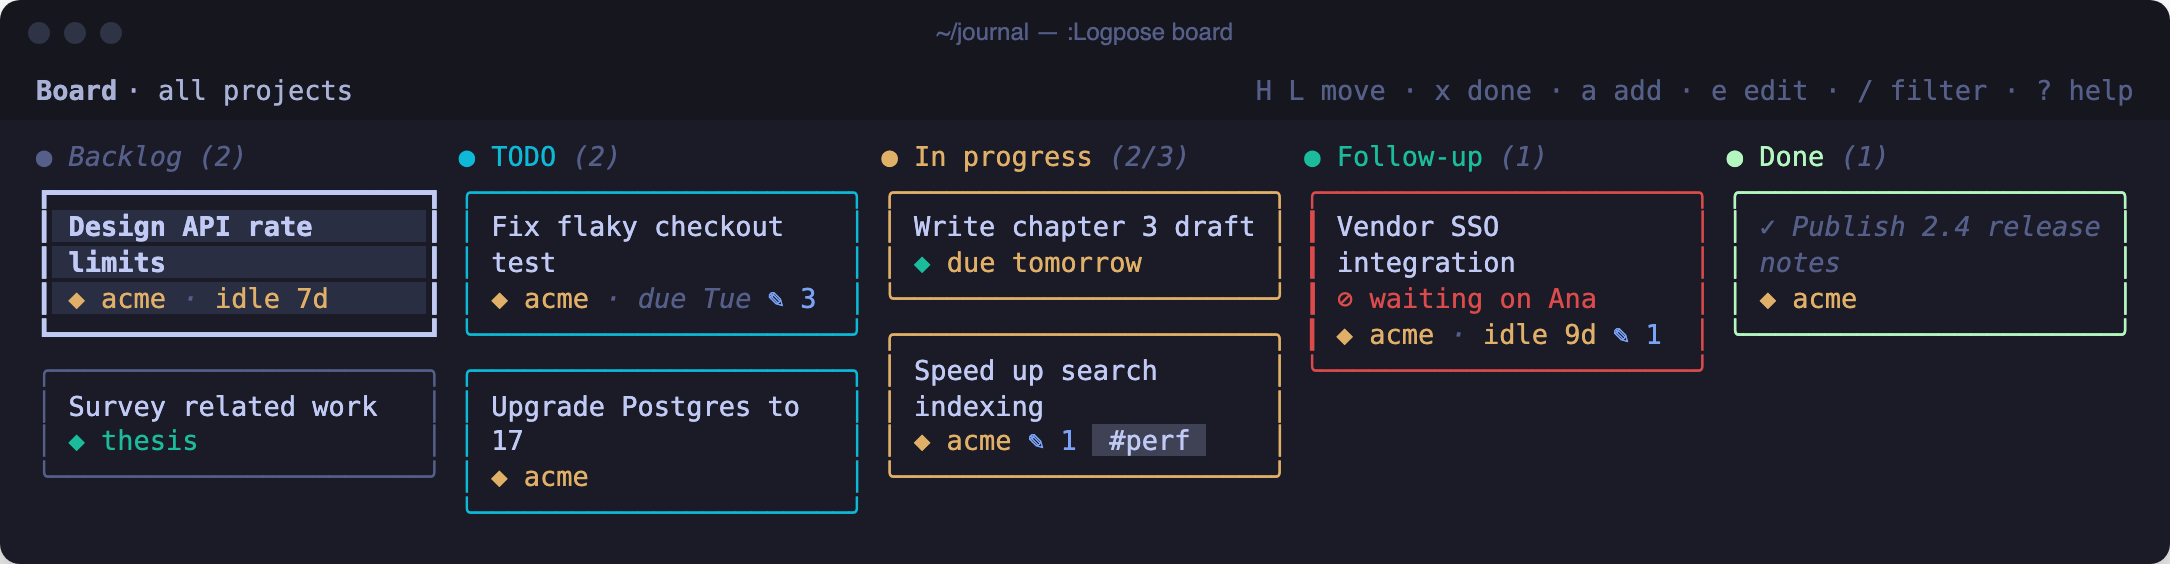 ~/journal — :Logpose board
Board · all projects
H L move · x done · a add · e edit · / filter · ? help
● Backlog (2)
Design API rate
limits
◆ acme · idle 7d
Survey related work
◆ thesis
● TODO (2)
Fix flaky checkout
test
◆ acme · due Tue ✎ 3
Upgrade Postgres to
17
◆ acme
● In progress (2/3)
Write chapter 3 draft
◆ due tomorrow
Speed up search
indexing
◆ acme ✎ 1 #perf
● Follow-up (1)
Vendor SSO
integration
⊘ waiting on Ana
◆ acme · idle 9d ✎ 1
● Done (1)
✓ Publish 2.4 release
notes
◆ acme